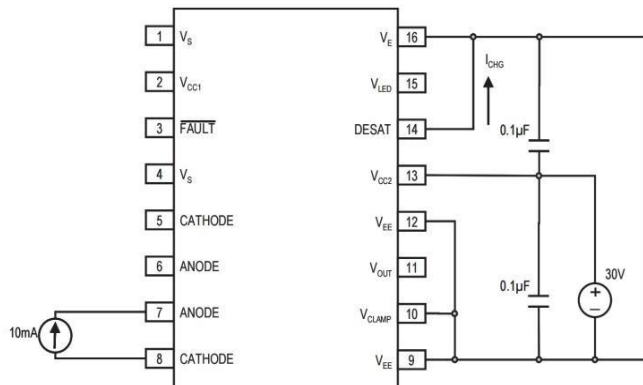 1 V_S
2 V_CC1
3 FAULT
4 V_S
5 CATHODE
6 ANODE
7 ANODE
8 CATHODE
10mA
V_E 16
V_LED 15
DESAT 14
V_CC2 13
V_EE 12
V_OUT 11
V_CLAMP 10
V_EE 9
I_CHG
0.1µF
0.1µF
30V
+
–